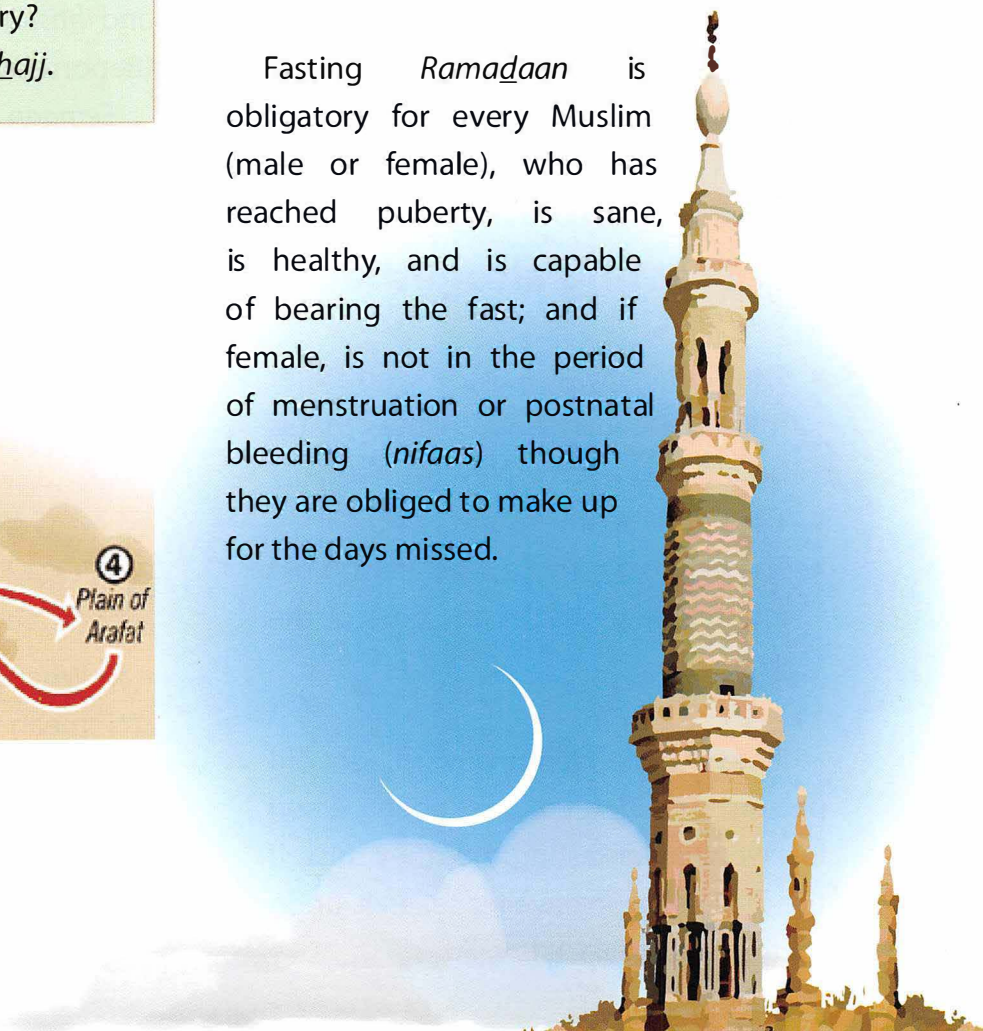 ry?
hajj.
Fasting Ramadaan is
obligatory for every Muslim
(male or female), who has
reached puberty, is sane,
is healthy, and is capable
of bearing the fast; and if
female, is not in the period
of menstruation or postnatal
bleeding (nifaas) though
they are obliged to make up
for the days missed.
4
Plain of
Arafat